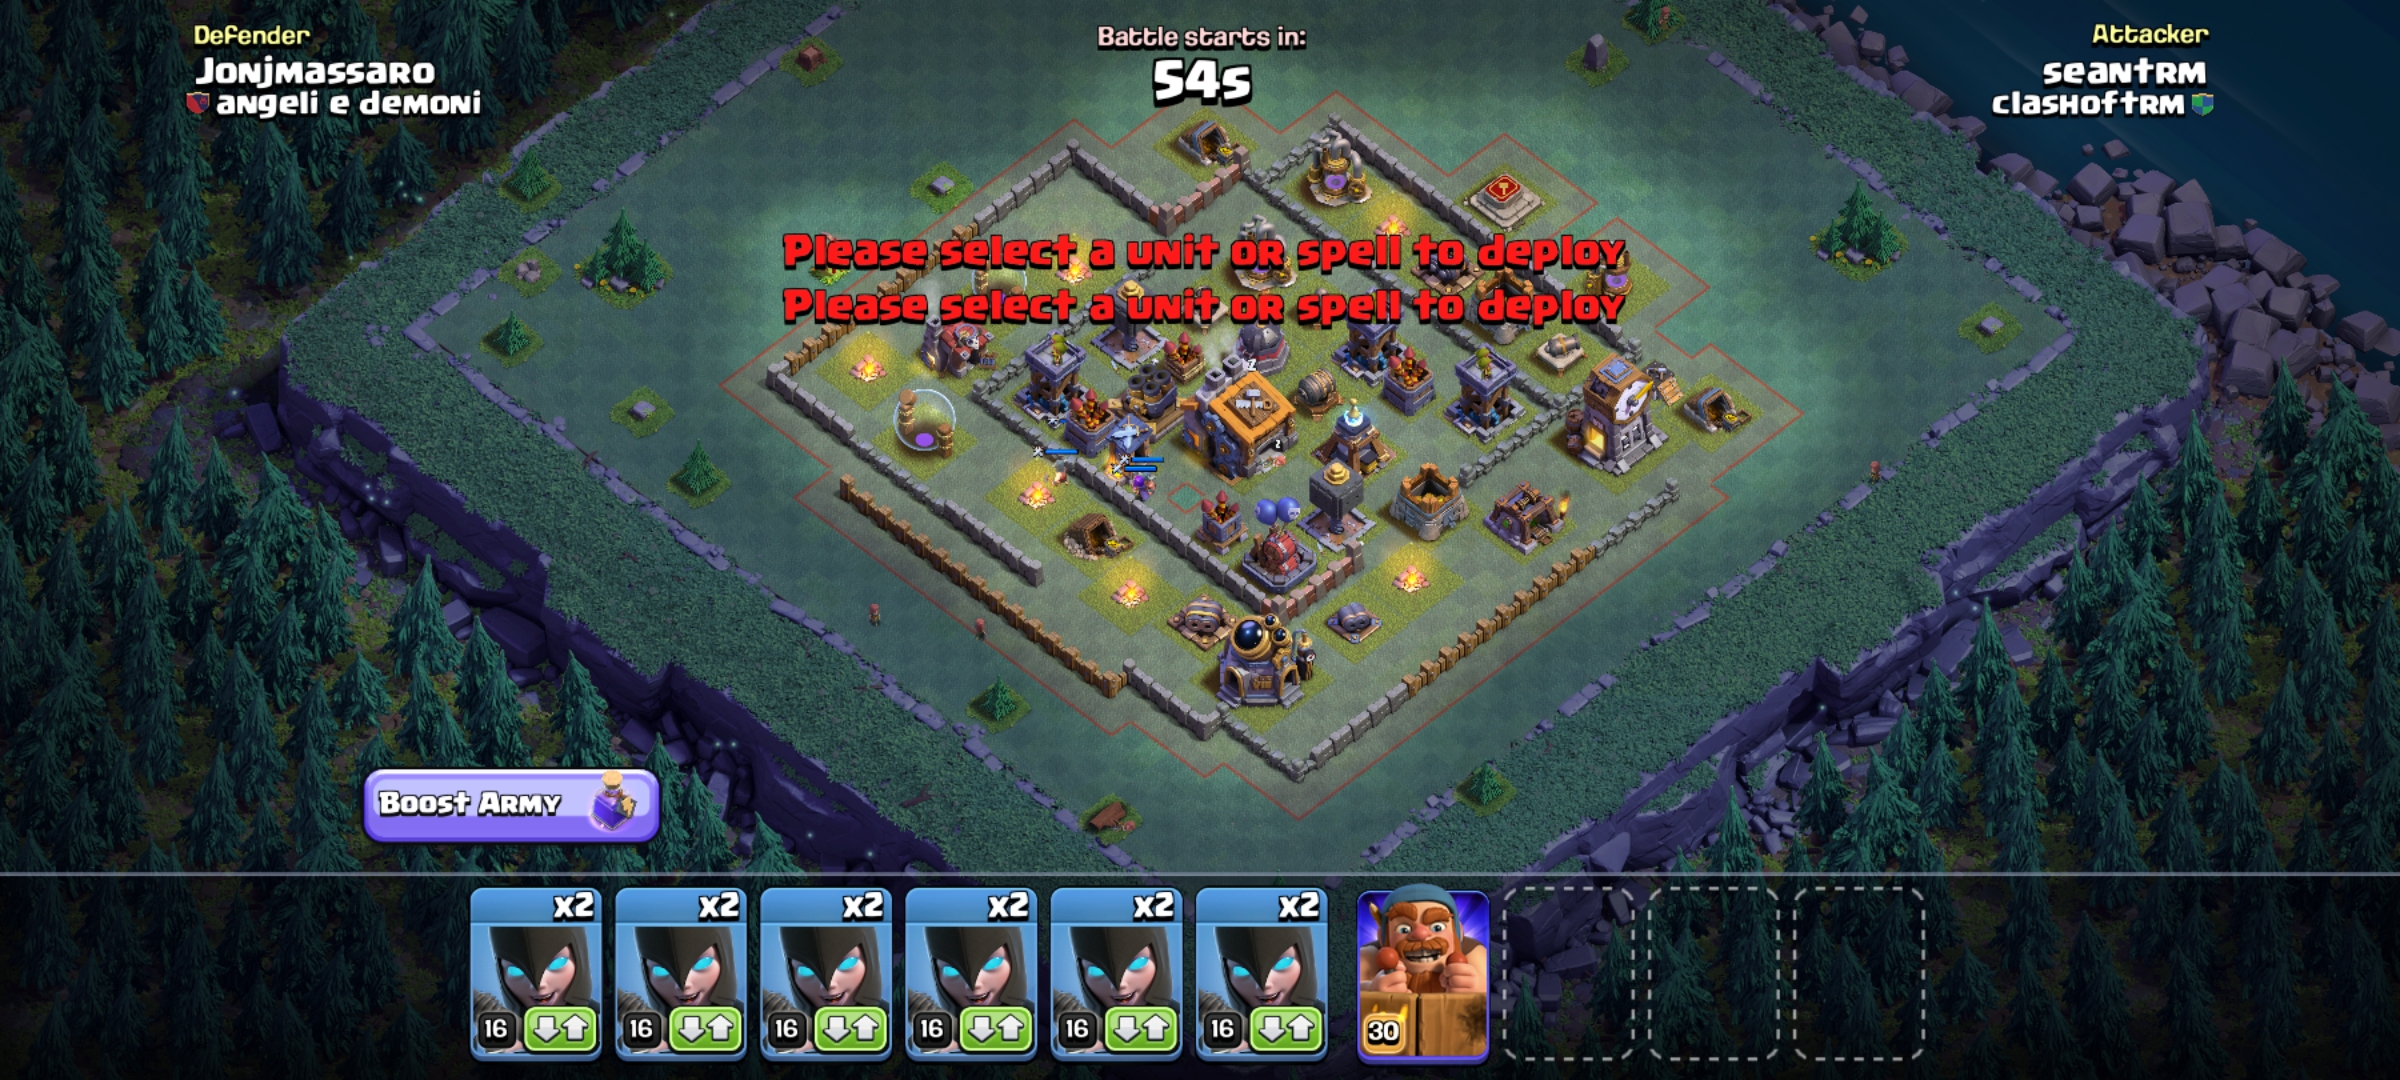 Defender
Jonjmassaro
angeli e demoni
Battle starts in:
54s
Attacker
seantrm
clashoftrm
Please select a unit or spell to deploy
Please select a unit or spell to deploy
Boost Army
x2
x2
x2
x2
x2
x2
16
16
16
16
16
16
30